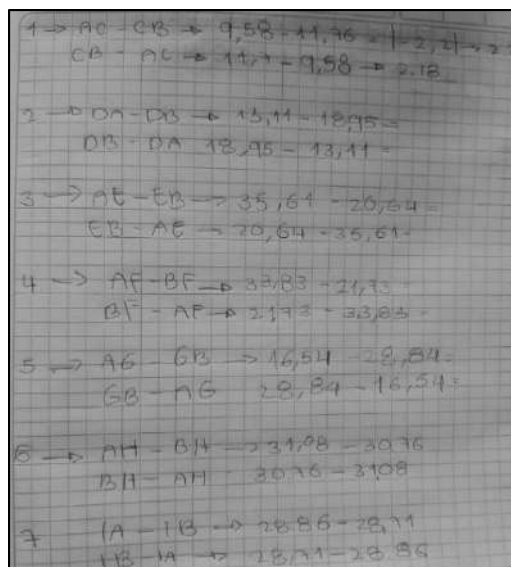 1 → AC - CB → 9,58 - 11,76 = |-2,2| → 2
CB - AC → 11,7 - 9,58 → 2.18
2 → DA - DB → 13,11 - 18,95 =
DB - DA 18,95 - 13,11 =
3 → AE - EB → 35,61 - 20,64 =
EB - AE → 20,64 - 35,61 =
4 → AF - BF → 33,83 - 21,73
BF - AF → 21,73 - 33,83 =
5 → AG - GB → 16,54 - 28,84 =
GB - AG 28,84 - 16,54 =
6 → AH - BH → 31,08 - 30,76
BH - AH 30,76 - 31,08
7 IA - IB → 28,86 - 28,71
IB - IA → 28,71 - 28,86